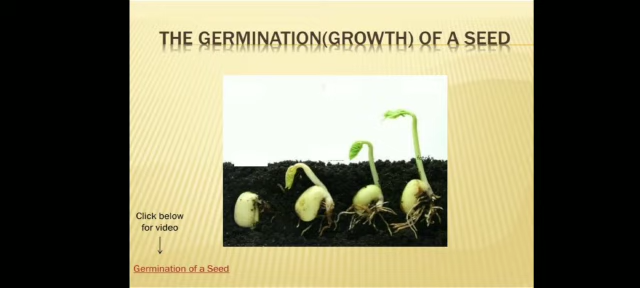 THE GERMINATION(GROWTH) OF A SEED
Click below
for video
Germination of a Seed